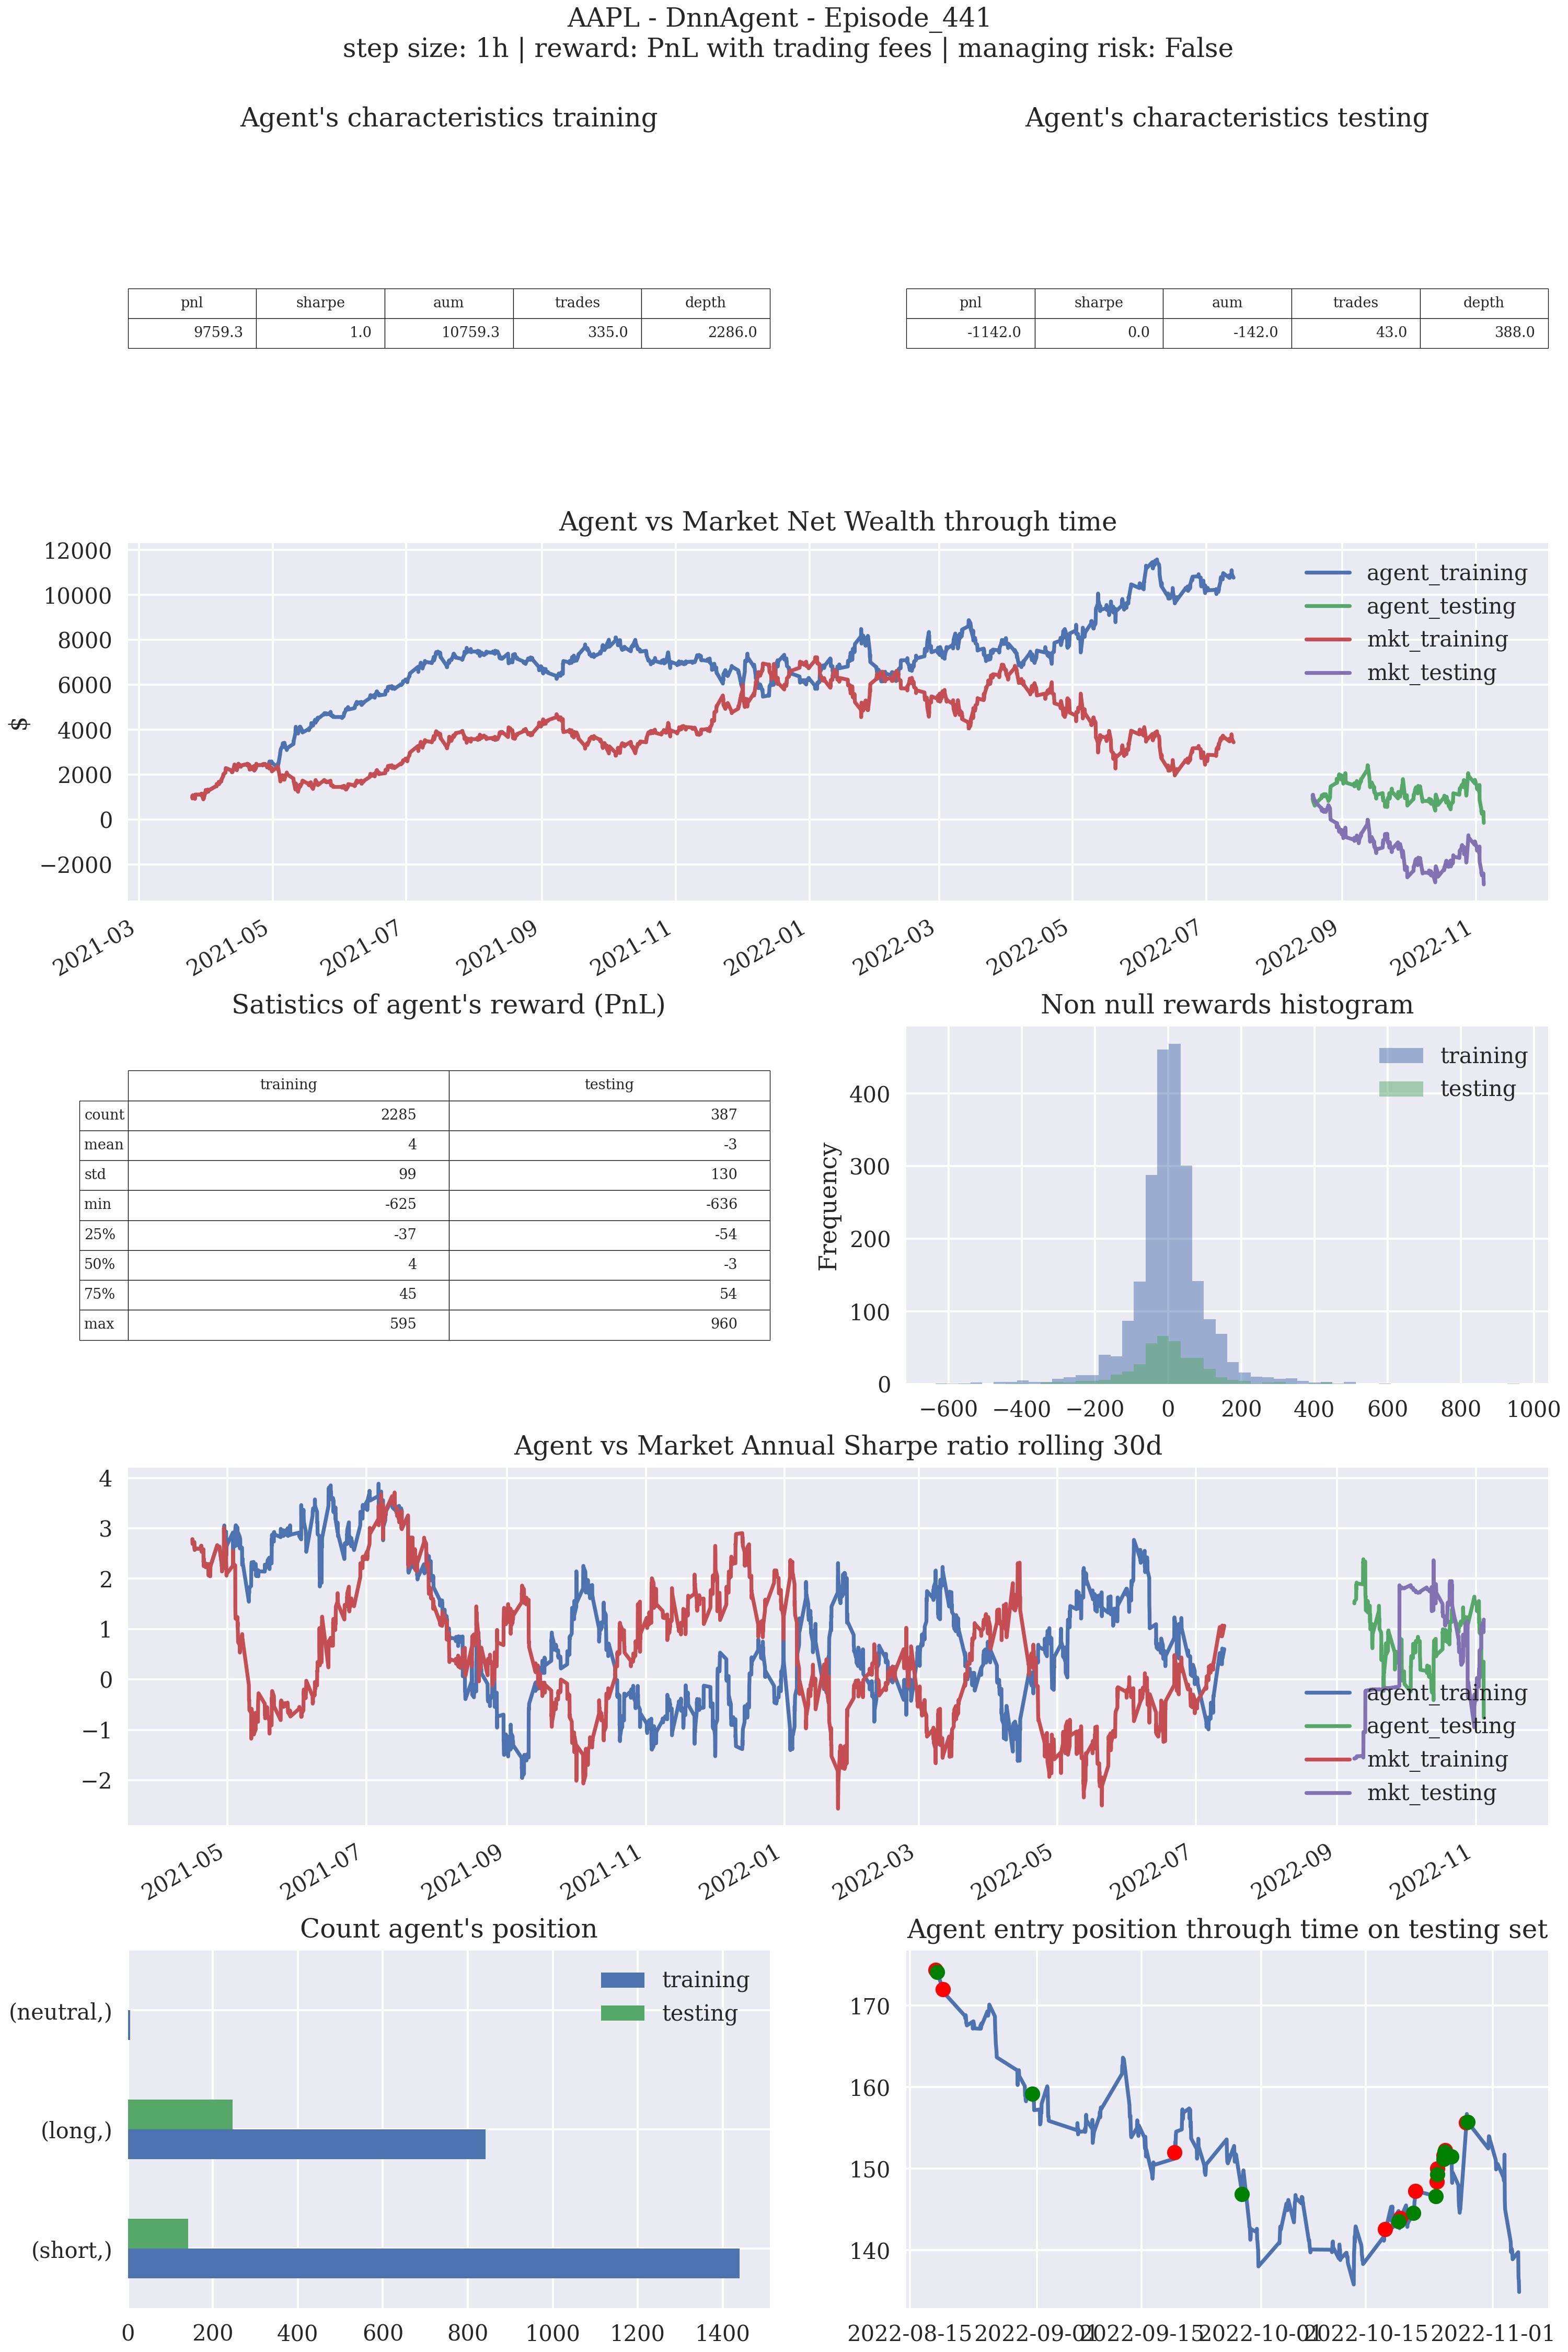 AAPL - DnnAgent - Episode_441
step size: 1h | reward: PnL with trading fees | managing risk: False
Agent's characteristics training
pnl sharpe aum trades depth
9759.3 1.0 10759.3 335.0 2286.0
Agent's characteristics testing
pnl sharpe aum trades depth
-1142.0 0.0 -142.0 43.0 388.0
Agent vs Market Net Wealth through time
12000
10000
8000
6000
4000
2000
0
−2000
$
agent_training
agent_testing
mkt_training
mkt_testing
2021-03 2021-05 2021-07 2021-09 2021-11 2022-01 2022-03 2022-05 2022-07 2022-09 2022-11
Satistics of agent's reward (PnL)
training testing
count 2285 387
mean 4 -3
std 99 130
min -625 -636
25% -37 -54
50% 4 -3
75% 45 54
max 595 960
Non null rewards histogram
training
testing
Frequency
400
300
200
100
0
−600 −400 −200 0 200 400 600 800 1000
Agent vs Market Annual Sharpe ratio rolling 30d
4
3
2
1
0
−1
−2
agent_training
agent_testing
mkt_training
mkt_testing
2021-05 2021-07 2021-09 2021-11 2022-01 2022-03 2022-05 2022-07 2022-09 2022-11
Count agent's position
training
testing
(neutral,)
(long,)
(short,)
0 200 400 600 800 1000 1200 1400
Agent entry position through time on testing set
170
160
150
140
2022-08-15 2022-09-01 2022-09-15 2022-10-01 2022-10-15 2022-11-01